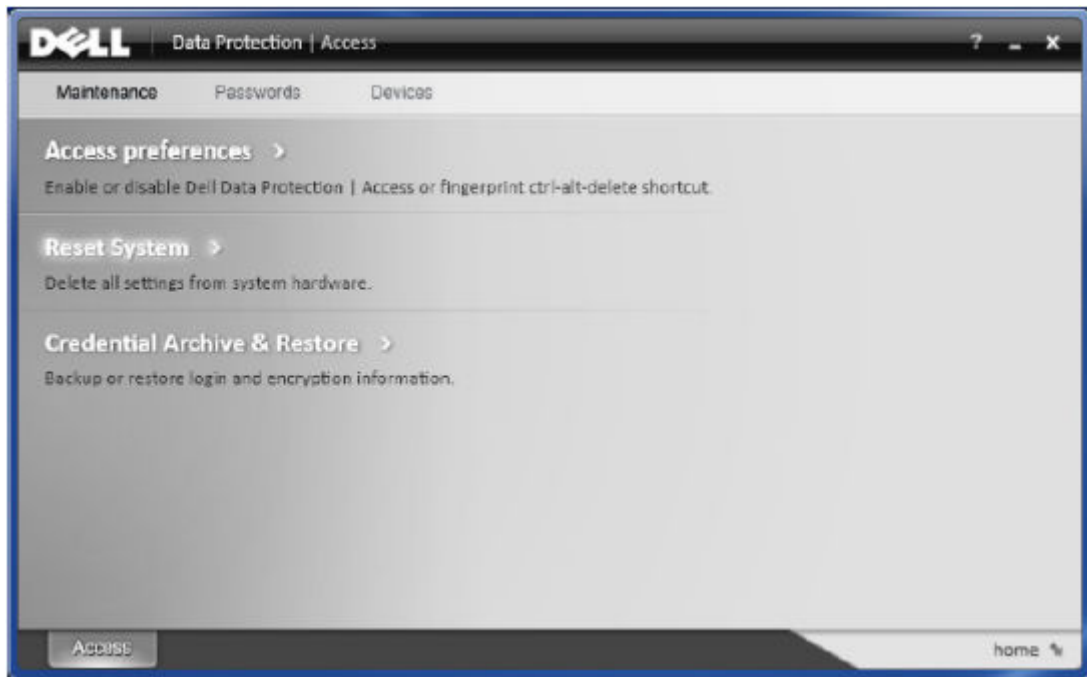 DELL Data Protection | Access ? - x
Maintenance Passwords Devices
Access preferences >
Enable or disable Dell Data Protection | Access or fingerprint ctrl-alt-delete shortcut.
Reset System >
Delete all settings from system hardware.
Credential Archive & Restore >
Backup or restore login and encryption information.
Access
home